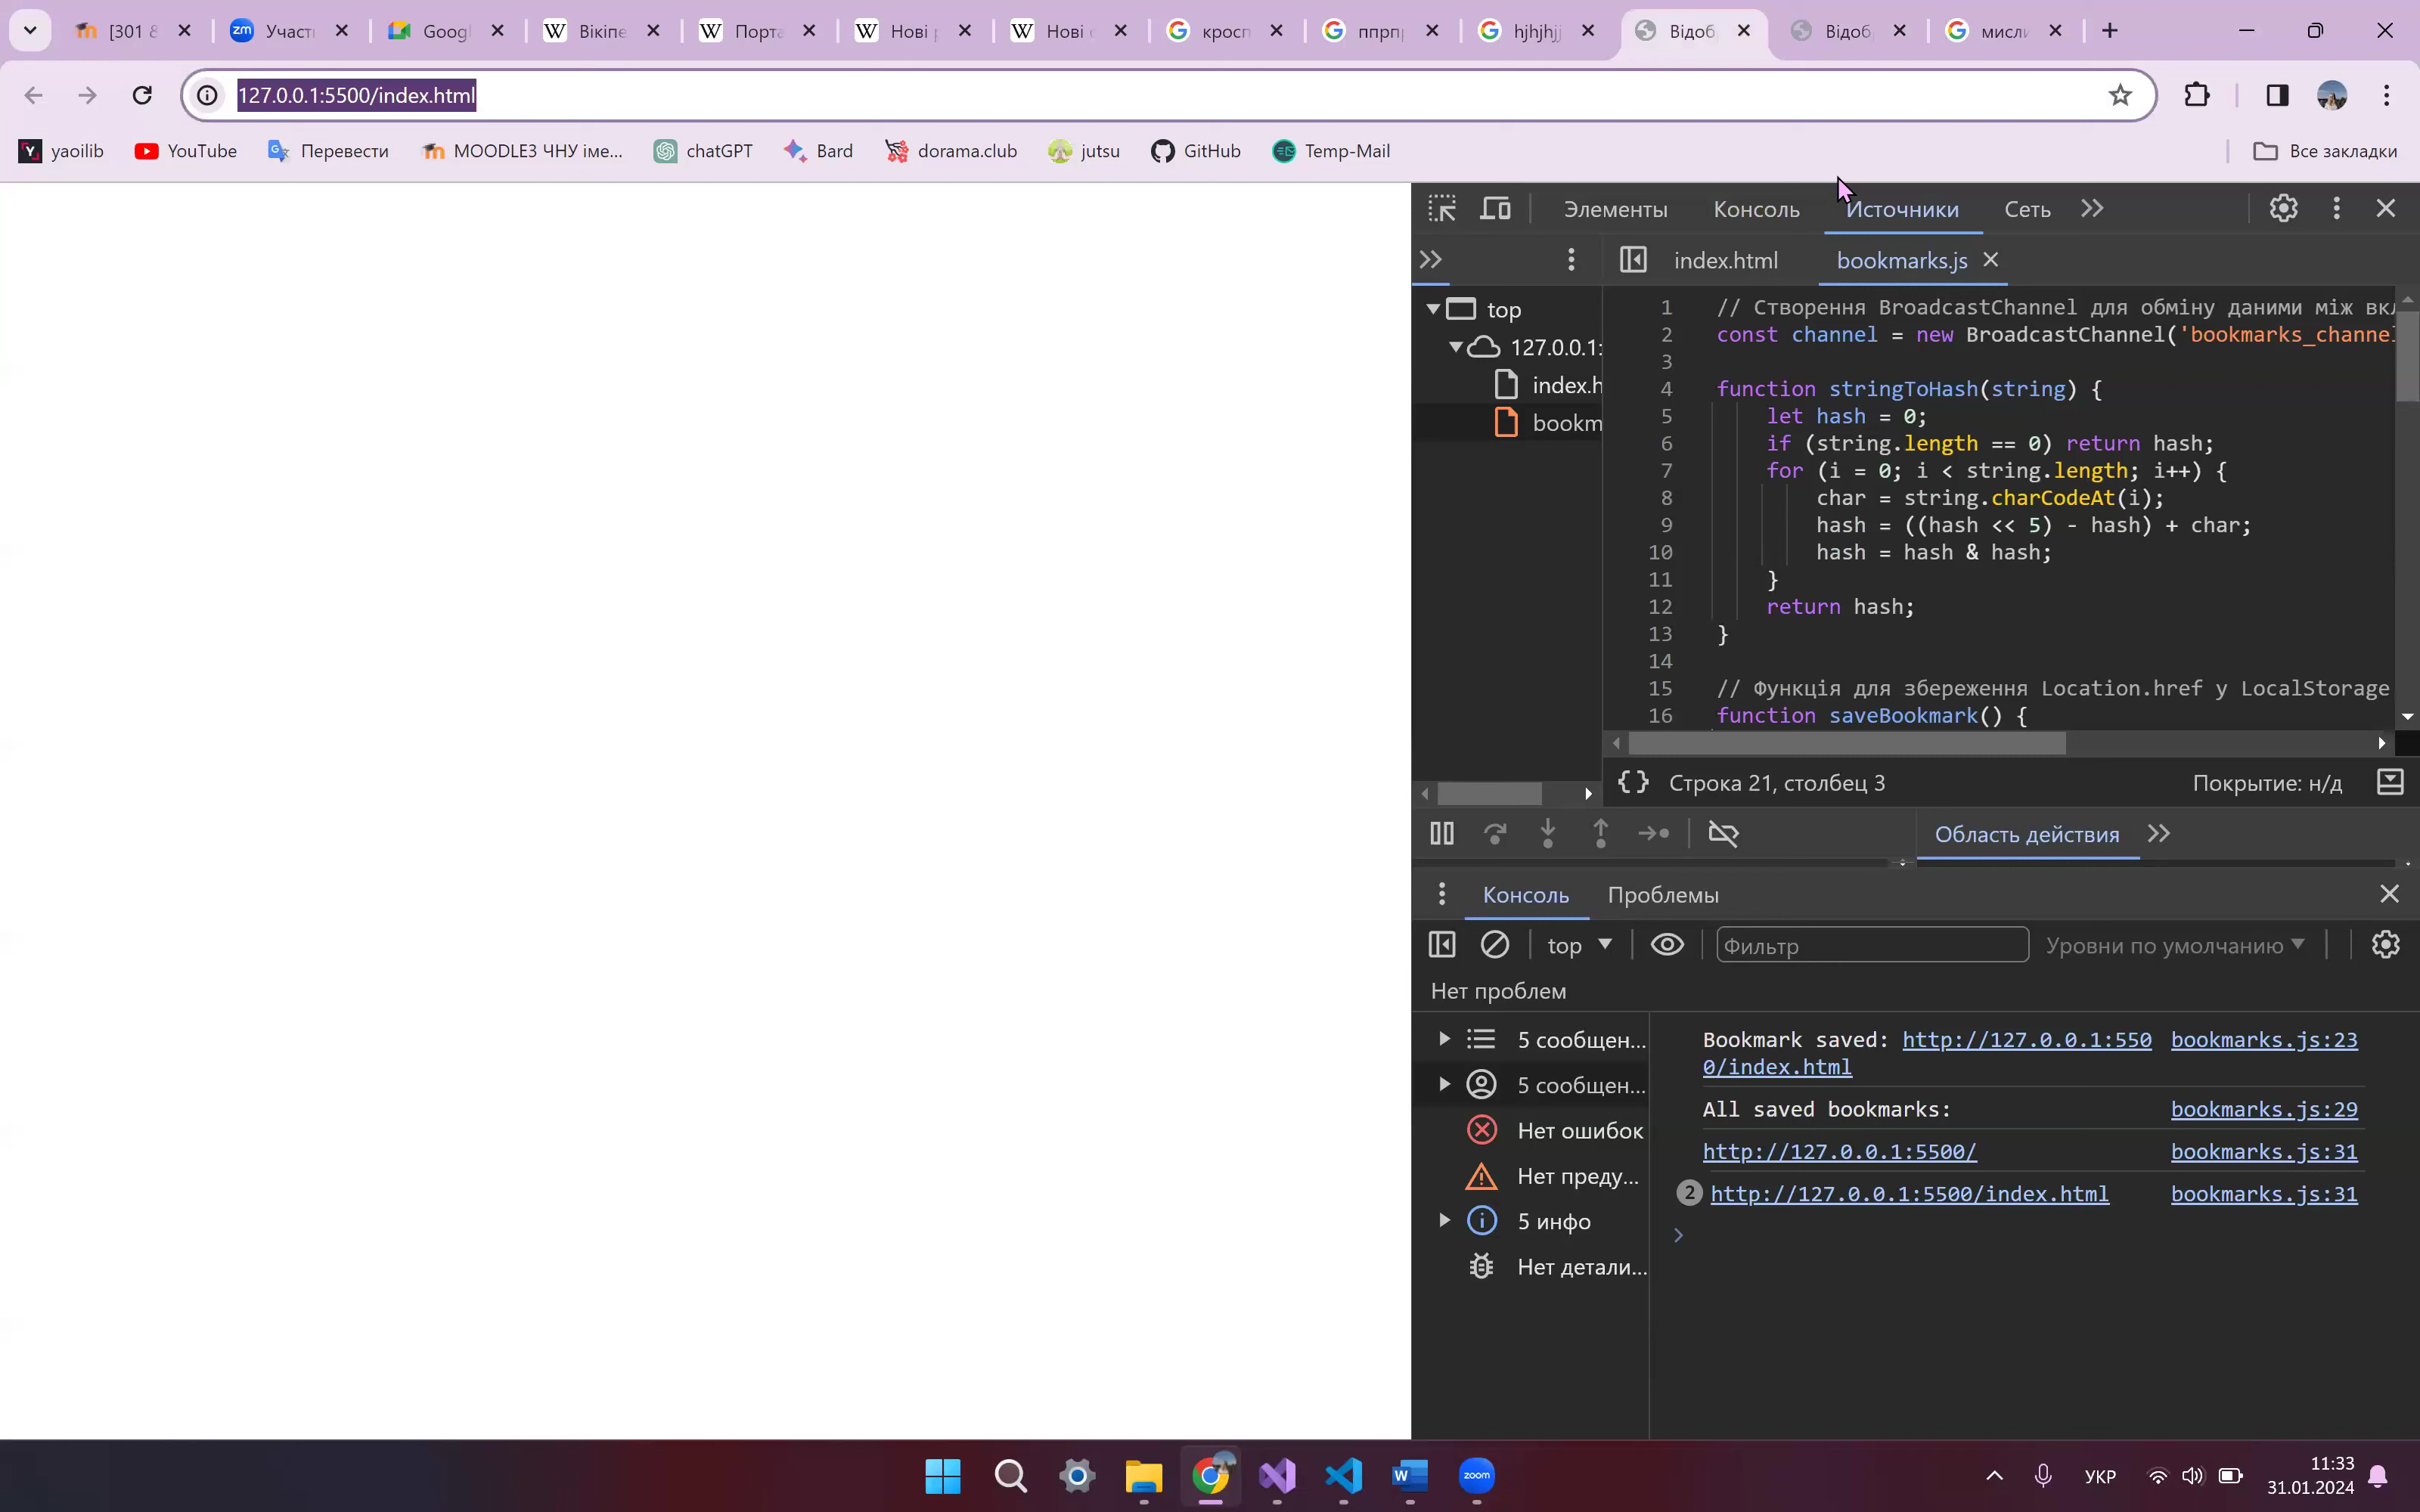 [301 &
Участ
Goog
Вікіпе
Порта
Нові
Нові
кросп
hjhjhjj
Відоб
Відоб
мисли
127.0.0.1:5500/index.html
yaoilib
YouTube
Перевести
MOODLE3 ЧНУ іме...
chatGPT
Bard
dorama.club
jutsu
GitHub
Temp-Mail
Все закладки
Элементы
Консоль
Источники
Сеть
index.html
bookmarks.js
top
127.0.0.1:
index.h
bookm
1 // Створення BroadcastChannel для обміну даними між вкл
2 const channel = new BroadcastChannel('bookmarks_channel
3
4 function stringToHash(string) {
5 let hash = 0;
6 if (string.length == 0) return hash;
7 for (i = 0; i < string.length; i++) {
8 char = string.charCodeAt(i);
9 hash = ((hash << 5) - hash) + char;
10 hash = hash & hash;
11 }
12 return hash;
13 }
14
15 // Функція для збереження Location.href у LocalStorage
16 function saveBookmark() {
Строка 21, столбец 3
Покрытие: н/д
Область действия
Консоль
Проблемы
top
Фильтр
Уровни по умолчанию
Нет проблем
5 сообщен...
5 сообщен...
Нет ошибок
Нет преду...
5 инфо
Нет детали...
Bookmark saved: http://127.0.0.1:550 bookmarks.js:23
0/index.html
All saved bookmarks: bookmarks.js:29
http://127.0.0.1:5500/ bookmarks.js:31
2 http://127.0.0.1:5500/index.html bookmarks.js:31
zoom
УКР
11:33
31.01.2024